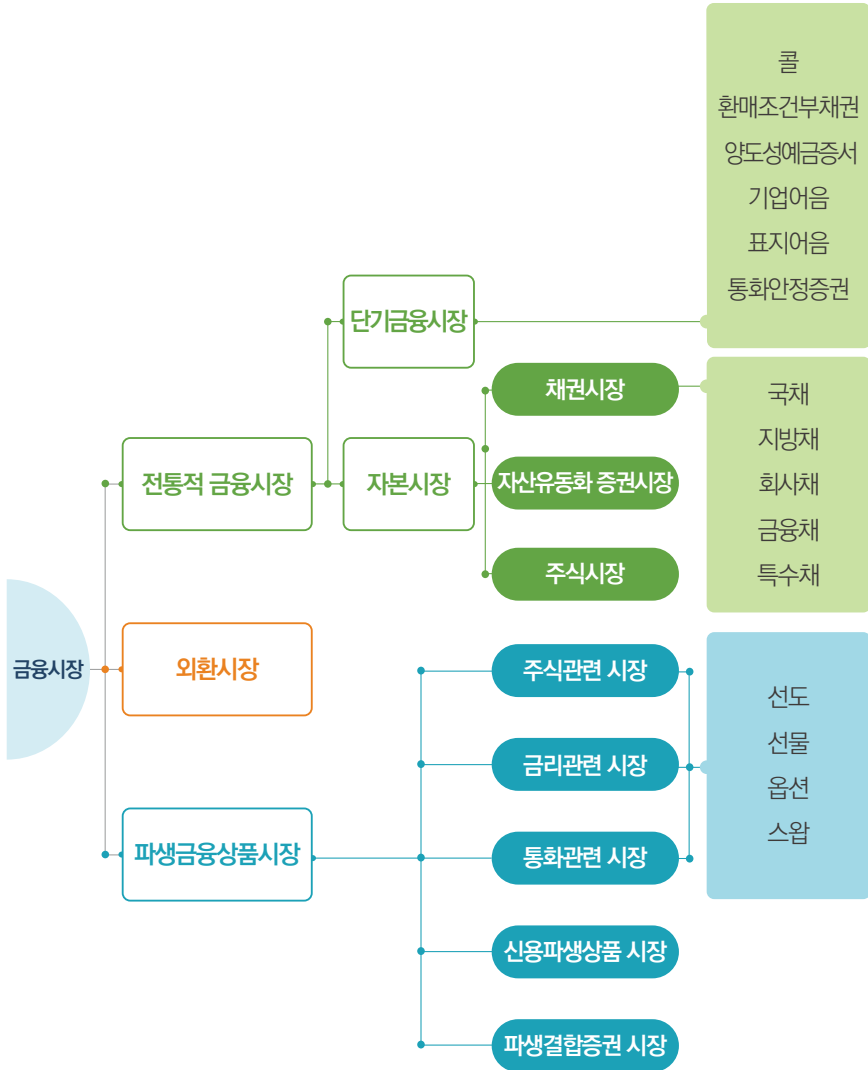 금융시장
전통적 금융시장
단기금융시장
콜
환매조건부채권
양도성예금증서
기업어음
표지어음
통화안정증권
자본시장
채권시장
국채
지방채
회사채
금융채
특수채
자산유동화 증권시장
주식시장
외환시장
파생금융상품시장
주식관련 시장
금리관련 시장
통화관련 시장
선도
선물
옵션
스왑
신용파생상품 시장
파생결합증권 시장